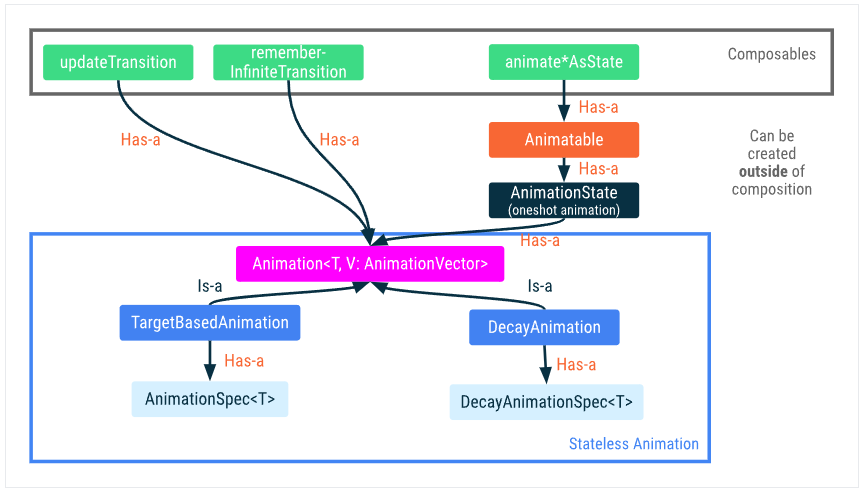 updateTransition
remember-
InfiniteTransition
animate*AsState
Composables
Has-a
Has-a
Has-a
Animatable
Has-a
Can be
created
outside of
composition
AnimationState
(oneshot animation)
Has-a
Animation<T, V: AnimationVector>
Is-a
Is-a
TargetBasedAnimation
DecayAnimation
Has-a
Has-a
AnimationSpec<T>
DecayAnimationSpec<T>
Stateless Animation